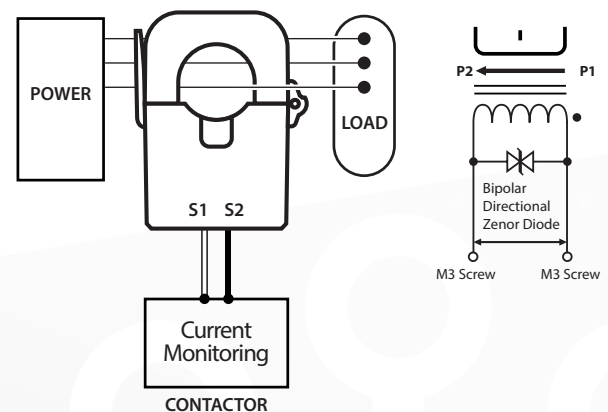 POWER
LOAD
S1 S2
Current
Monitoring
CONTACTOR
P2 P1
Bipolar
Directional
Zenor Diode
M3 Screw M3 Screw